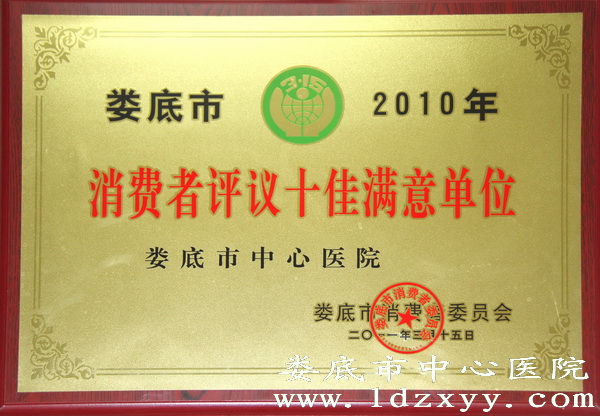 娄底市 3·15 2010年
消费者评议十佳满意单位
娄底市中心医院
娄底市消费者委员会
二〇一一年三月十五日
娄底市中心医院
www.ldzxyy.com